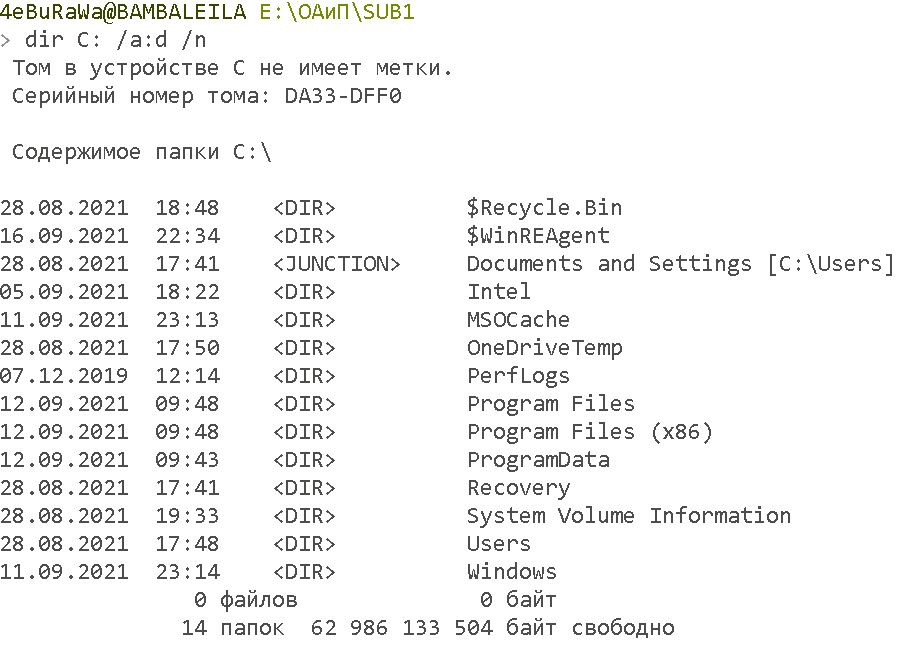 4eBuRaWa@BAMBALEILA E:\ОАиП\SUB1
> dir C: /a:d /n
Том в устройстве C не имеет метки.
Серийный номер тома: DA33-DFF0
Содержимое папки C:\
28.08.2021  18:48    <DIR>          $Recycle.Bin
16.09.2021  22:34    <DIR>          $WinREAgent
28.08.2021  17:41    <JUNCTION>     Documents and Settings [C:\Users]
05.09.2021  18:22    <DIR>          Intel
11.09.2021  23:13    <DIR>          MSOCache
28.08.2021  17:50    <DIR>          OneDriveTemp
07.12.2019  12:14    <DIR>          PerfLogs
12.09.2021  09:48    <DIR>          Program Files
12.09.2021  09:48    <DIR>          Program Files (x86)
12.09.2021  09:43    <DIR>          ProgramData
28.08.2021  17:41    <DIR>          Recovery
28.08.2021  19:33    <DIR>          System Volume Information
28.08.2021  17:48    <DIR>          Users
11.09.2021  23:14    <DIR>          Windows
0 файлов              0 байт
14 папок  62 986 133 504 байт свободно